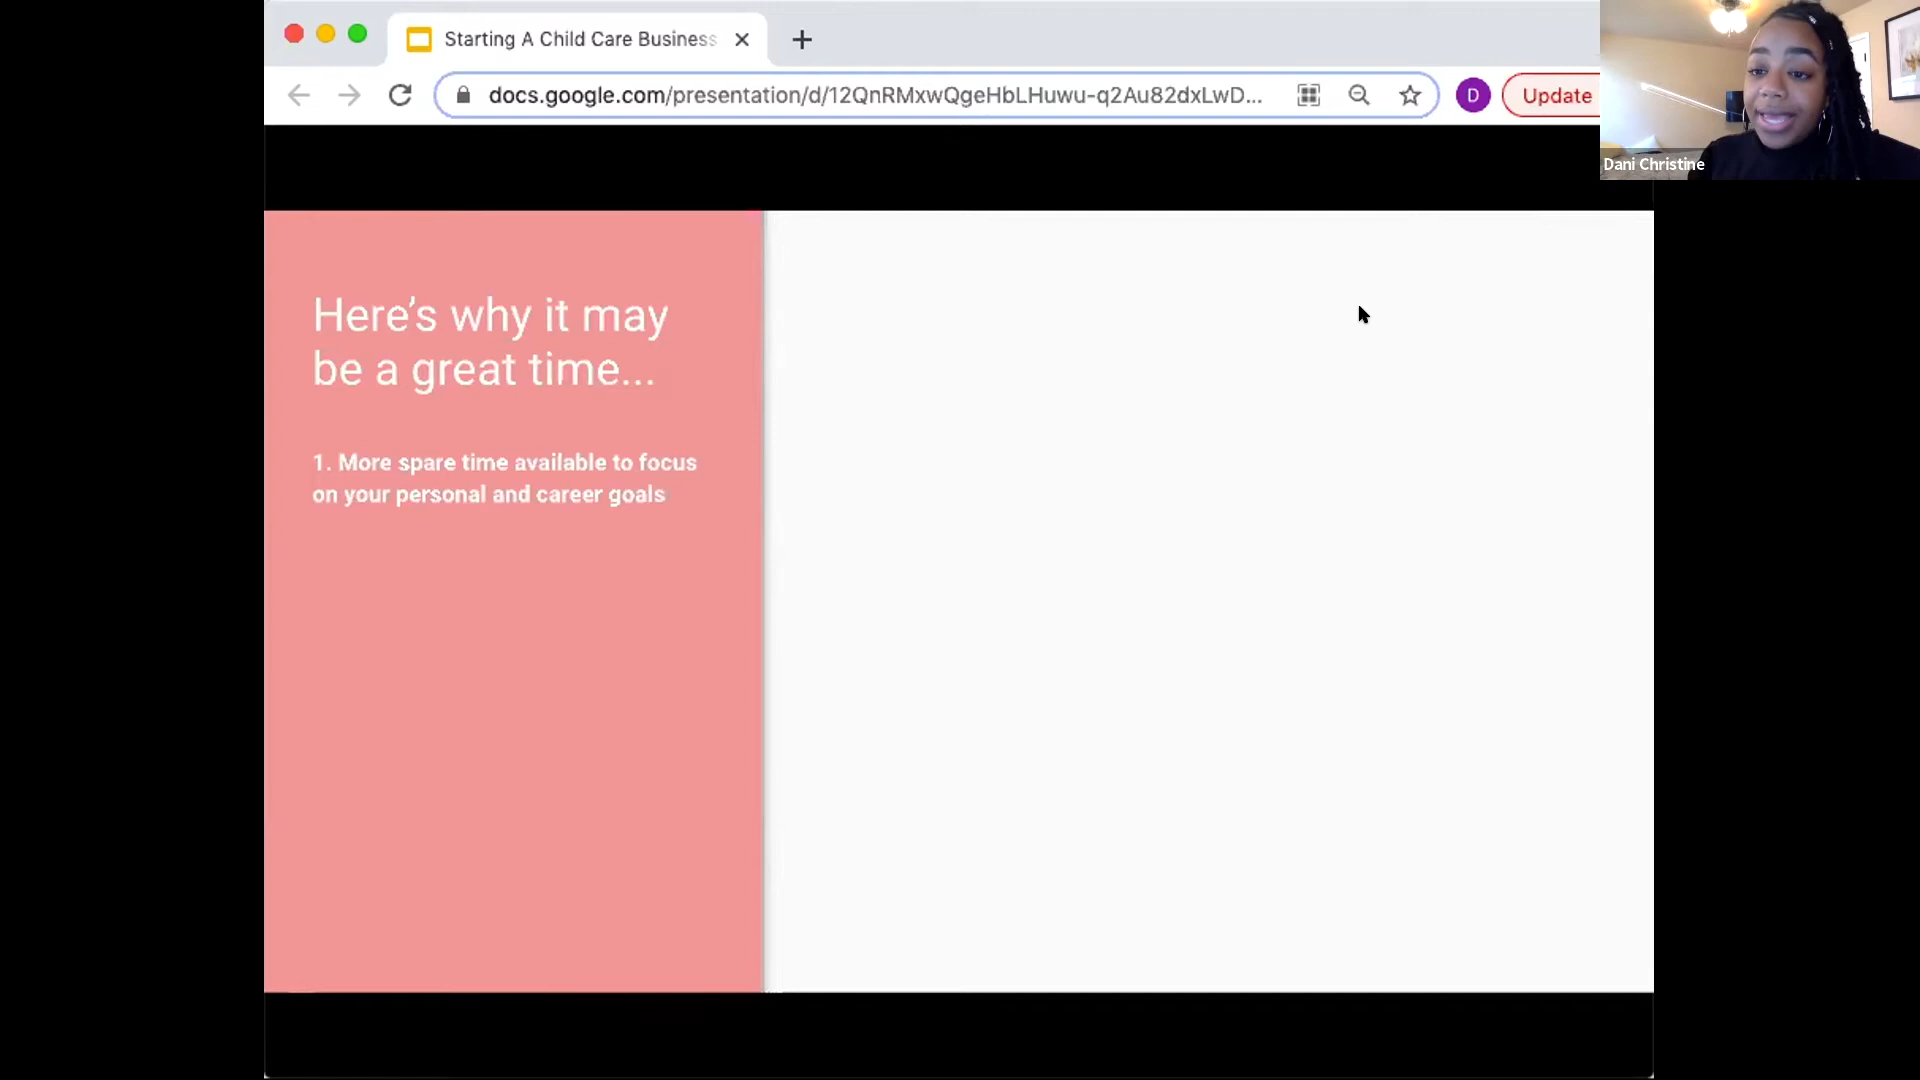 Starting A Child Care Business
docs.google.com/presentation/d/12QnRMxwQgeHbLHuwu-q2Au82dxLwD...
D
Update
Dani Christine
Here’s why it may
be a great time...
1. More spare time available to focus
on your personal and career goals